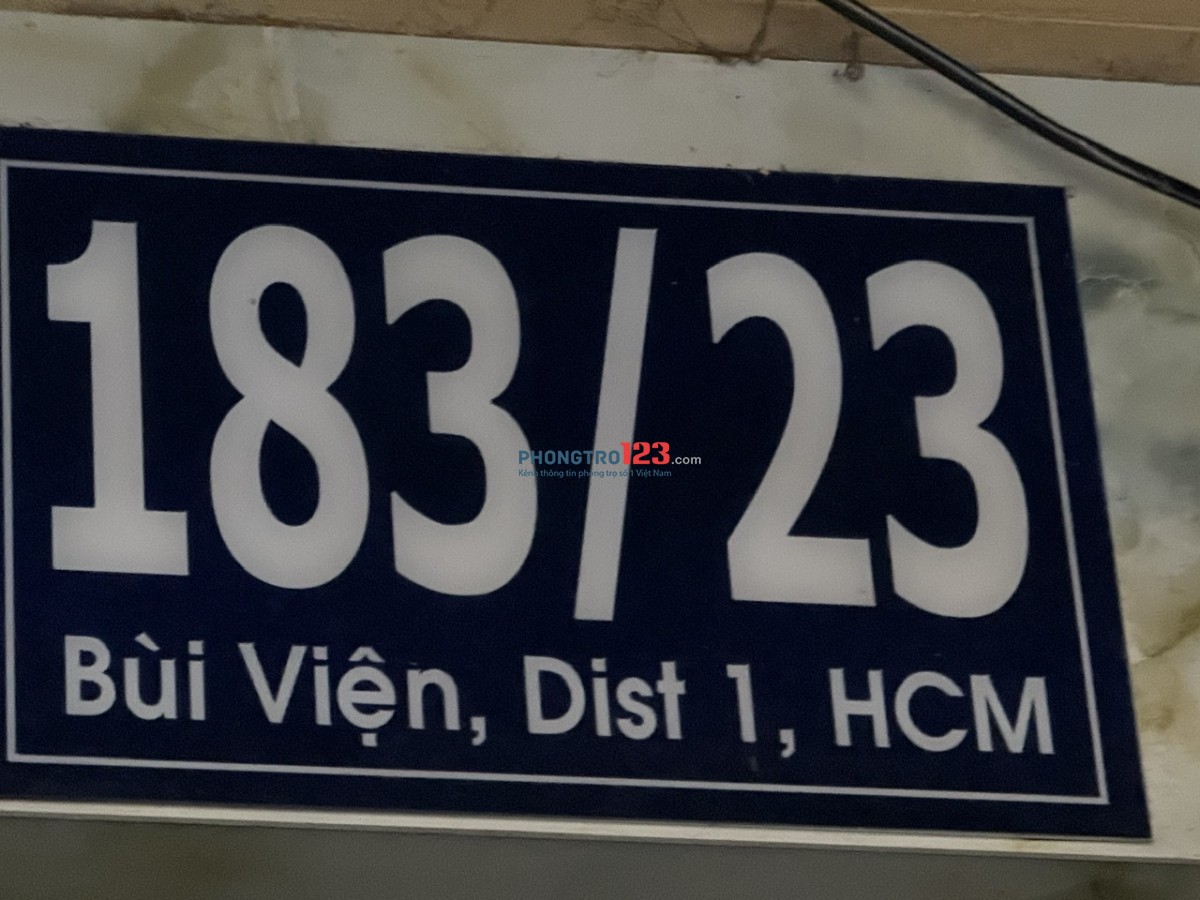 183/23
PHONGTRO123.com
Kênh thông tin phòng trọ số 1 Việt Nam
Bùi Viện, Dist 1, HCM